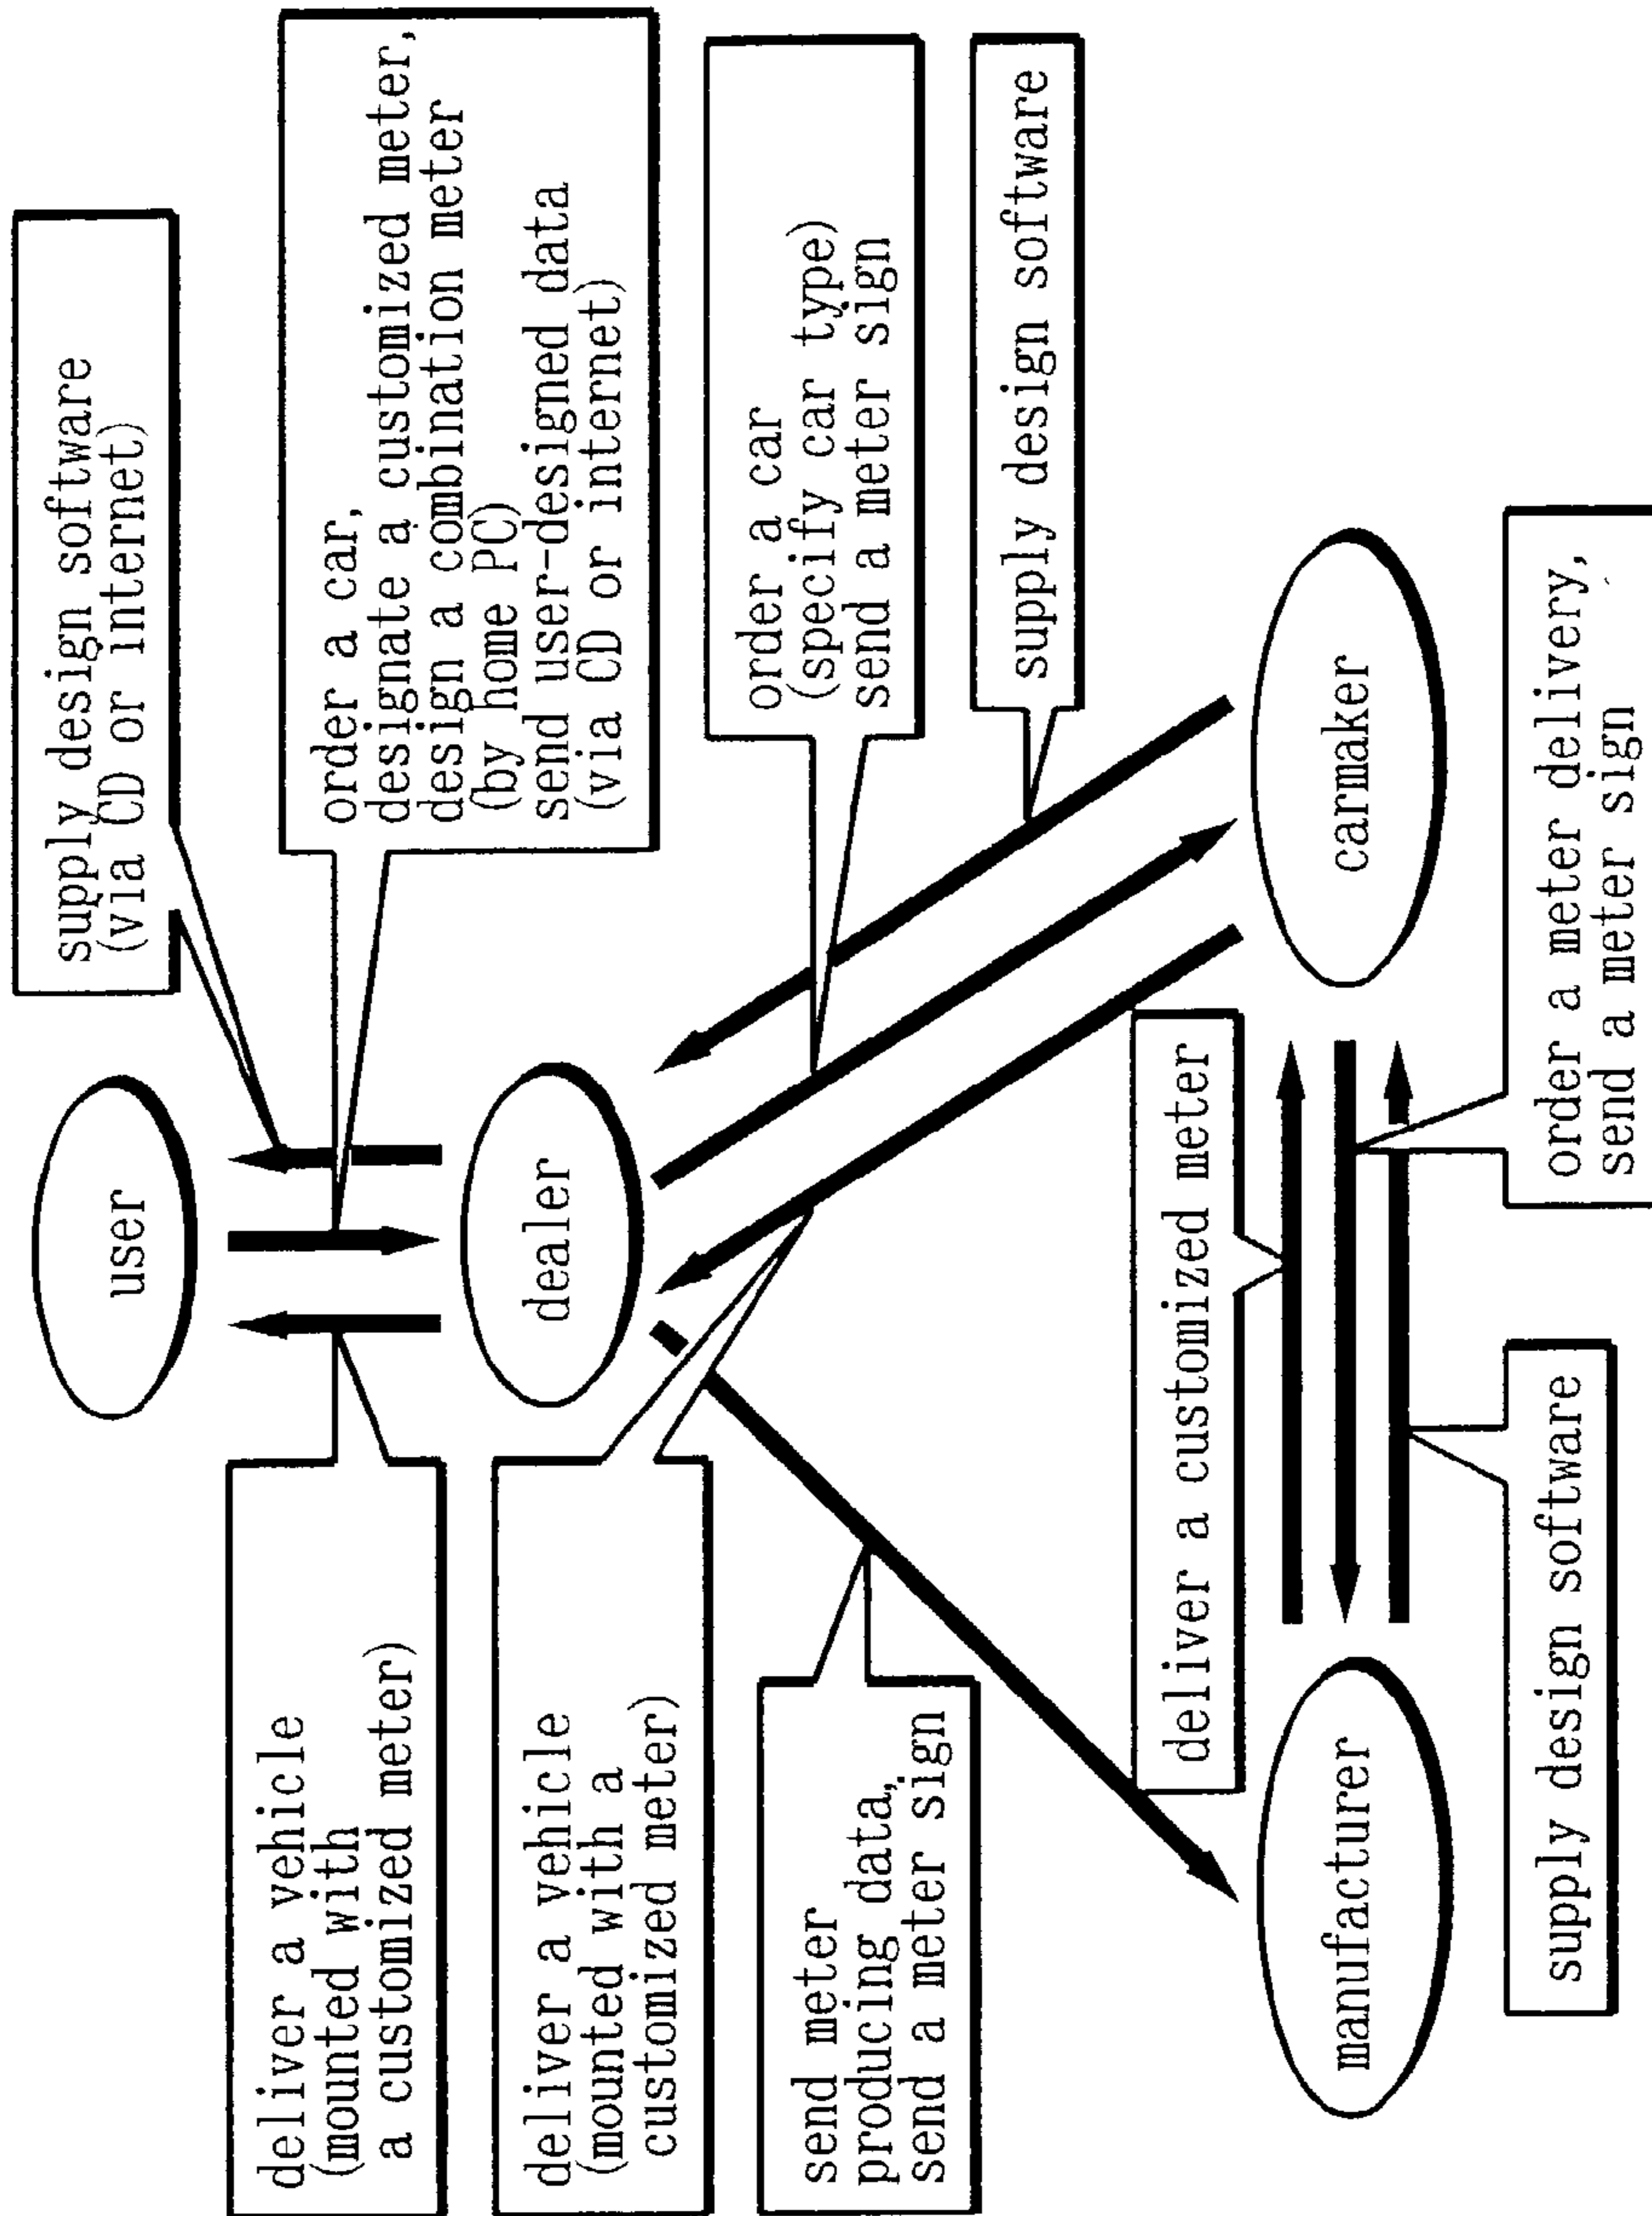 supply design software
(via CD or internet)
user
deliver a vehicle
(mounted with
a customized meter)
order a car,
designate a customized meter,
design a combination meter
(by home PC)
send user-designed data
(via CD or internet)
deliver a vehicle
(mounted with a
customized meter)
dealer
order a car
(specify car type)
send a meter sign
send meter
producing data,
send a meter sign
supply design software
deliver a customized meter
manufacturer
carmaker
supply design software
order a meter delivery,
send a meter sign